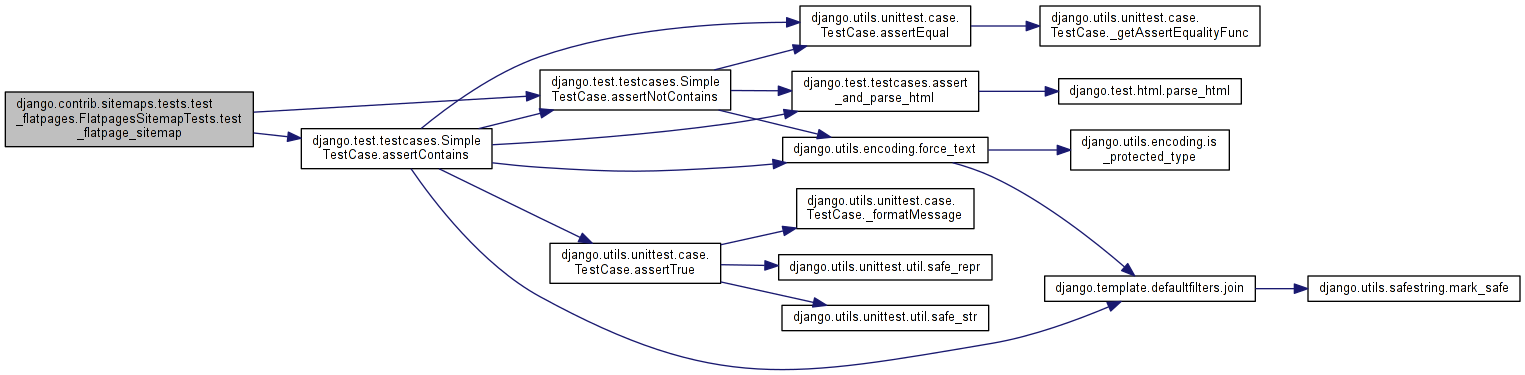 django.contrib.sitemaps.tests.test
_flatpages.FlatpagesSitemapTests.test
_flatpage_sitemap
django.test.testcases.Simple
TestCase.assertContains
django.test.testcases.Simple
TestCase.assertNotContains
django.utils.unittest.case.
TestCase.assertTrue
django.utils.unittest.case.
TestCase.assertEqual
django.test.testcases.assert
_and_parse_html
django.utils.encoding.force_text
django.utils.unittest.case.
TestCase._formatMessage
django.utils.unittest.util.safe_repr
django.utils.unittest.util.safe_str
django.utils.unittest.case.
TestCase._getAssertEqualityFunc
django.test.html.parse_html
django.utils.encoding.is
_protected_type
django.template.defaultfilters.join
django.utils.safestring.mark_safe